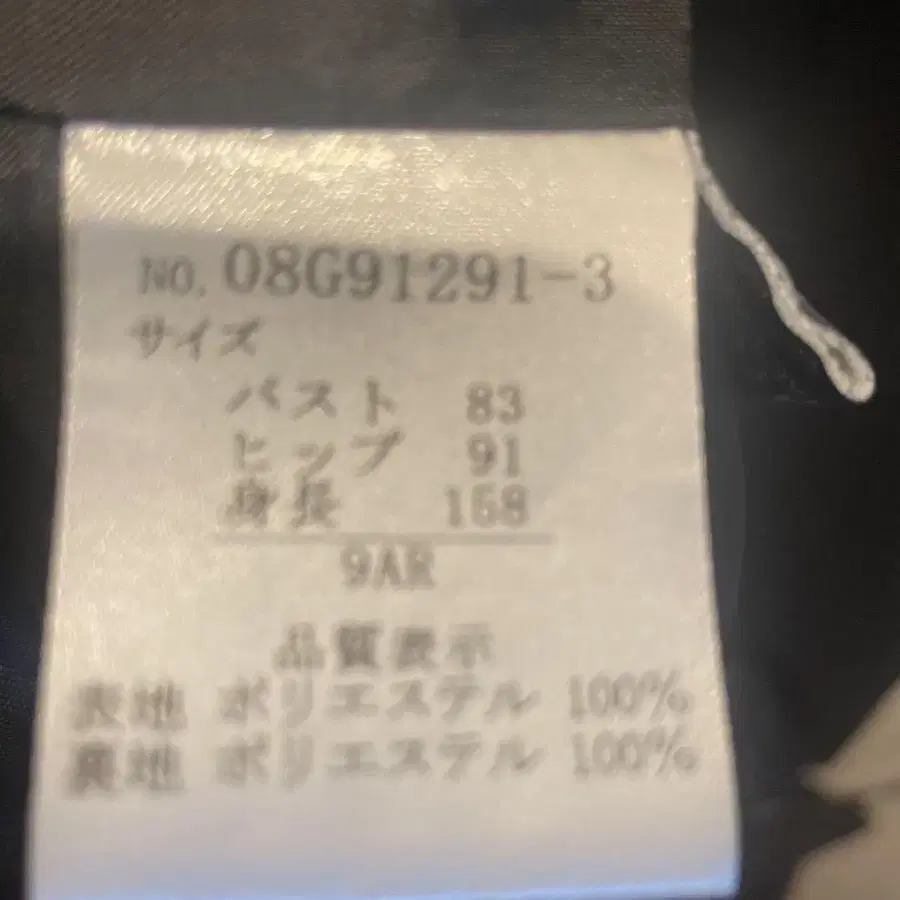 No. 08G91291-3
サイズ
バスト 83
ヒップ 91
身長 158
9AR
品質表示
表地 ポリエステル 100%
裏地 ポリエステル 100%